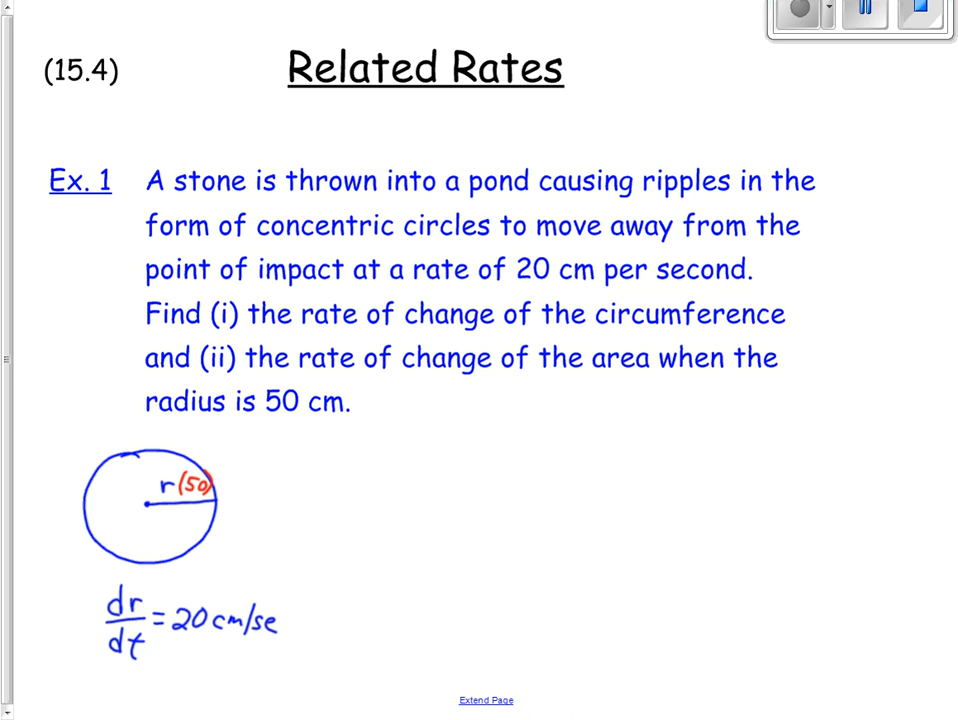 (15.4) Related Rates
Ex. 1 A stone is thrown into a pond causing ripples in the
form of concentric circles to move away from the
point of impact at a rate of 20 cm per second.
Find (i) the rate of change of the circumference
and (ii) the rate of change of the area when the
radius is 50 cm.
r(50)
dr/dt = 20 cm/se
Extend Page